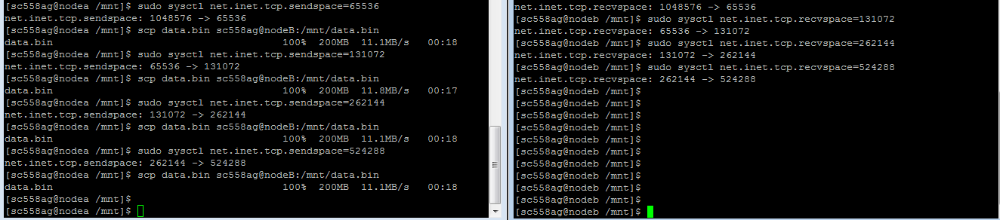 [sc558ag@nodea /mnt]$ sudo sysctl net.inet.tcp.sendspace=65536
net.inet.tcp.sendspace: 1048576 -> 65536
[sc558ag@nodea /mnt]$ scp data.bin sc558ag@nodeB:/mnt/data.bin
data.bin 100% 200MB 11.1MB/s 00:18
[sc558ag@nodea /mnt]$ sudo sysctl net.inet.tcp.sendspace=131072
net.inet.tcp.sendspace: 65536 -> 131072
[sc558ag@nodea /mnt]$ scp data.bin sc558ag@nodeB:/mnt/data.bin
data.bin 100% 200MB 11.8MB/s 00:17
[sc558ag@nodea /mnt]$ sudo sysctl net.inet.tcp.sendspace=262144
net.inet.tcp.sendspace: 131072 -> 262144
[sc558ag@nodea /mnt]$ scp data.bin sc558ag@nodeB:/mnt/data.bin
data.bin 100% 200MB 11.1MB/s 00:18
[sc558ag@nodea /mnt]$ sudo sysctl net.inet.tcp.sendspace=524288
net.inet.tcp.sendspace: 262144 -> 524288
[sc558ag@nodea /mnt]$ scp data.bin sc558ag@nodeB:/mnt/data.bin
data.bin 100% 200MB 11.1MB/s 00:18
[sc558ag@nodea /mnt]$
[sc558ag@nodea /mnt]$
net.inet.tcp.recvspace: 1048576 -> 65536
[sc558ag@nodeb /mnt]$ sudo sysctl net.inet.tcp.recvspace=131072
net.inet.tcp.recvspace: 65536 -> 131072
[sc558ag@nodeb /mnt]$ sudo sysctl net.inet.tcp.recvspace=262144
net.inet.tcp.recvspace: 131072 -> 262144
[sc558ag@nodeb /mnt]$ sudo sysctl net.inet.tcp.recvspace=524288
net.inet.tcp.recvspace: 262144 -> 524288
[sc558ag@nodeb /mnt]$
[sc558ag@nodeb /mnt]$
[sc558ag@nodeb /mnt]$
[sc558ag@nodeb /mnt]$
[sc558ag@nodeb /mnt]$
[sc558ag@nodeb /mnt]$
[sc558ag@nodeb /mnt]$
[sc558ag@nodeb /mnt]$
[sc558ag@nodeb /mnt]$
[sc558ag@nodeb /mnt]$
[sc558ag@nodeb /mnt]$